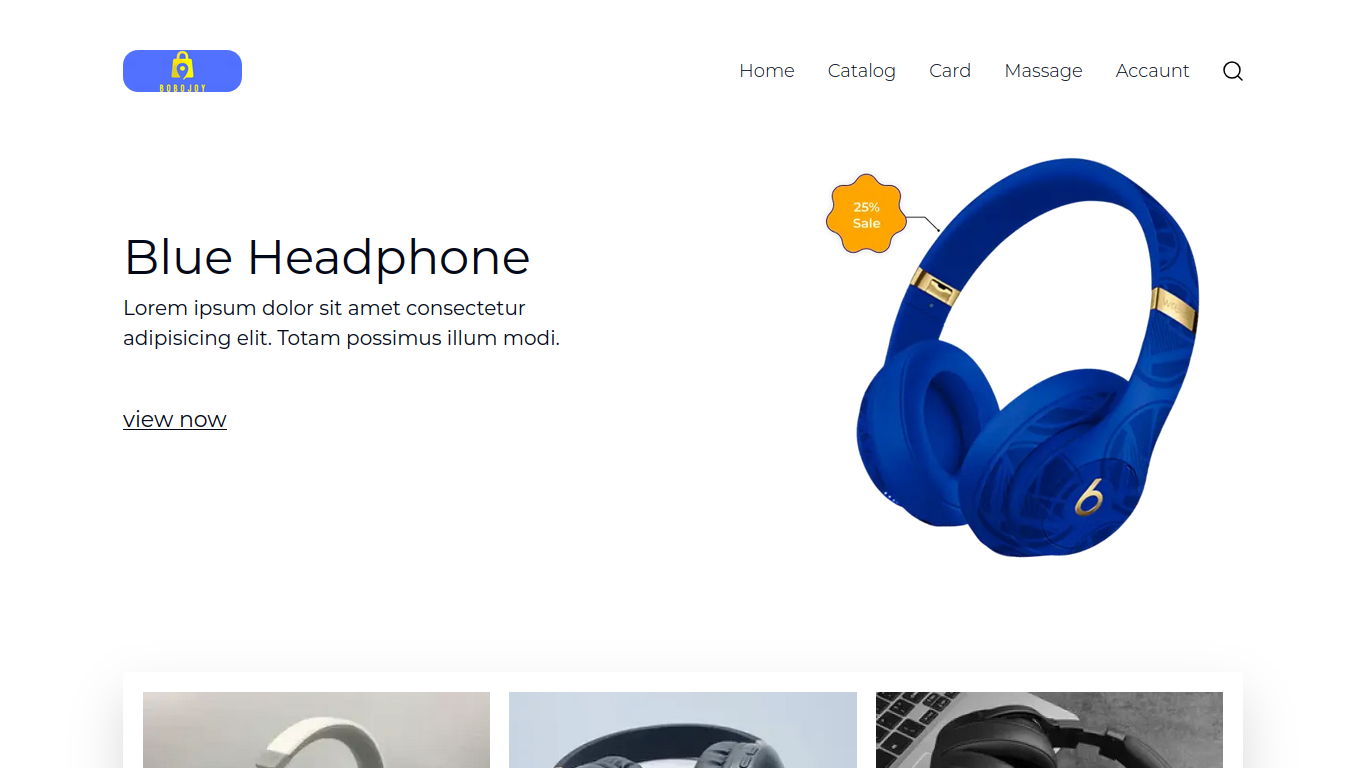 BOBOJOY
Home
Catalog
Card
Massage
Accaunt
25%
Sale
Blue Headphone
Lorem ipsum dolor sit amet consectetur
adipisicing elit. Totam possimus illum modi.
view now